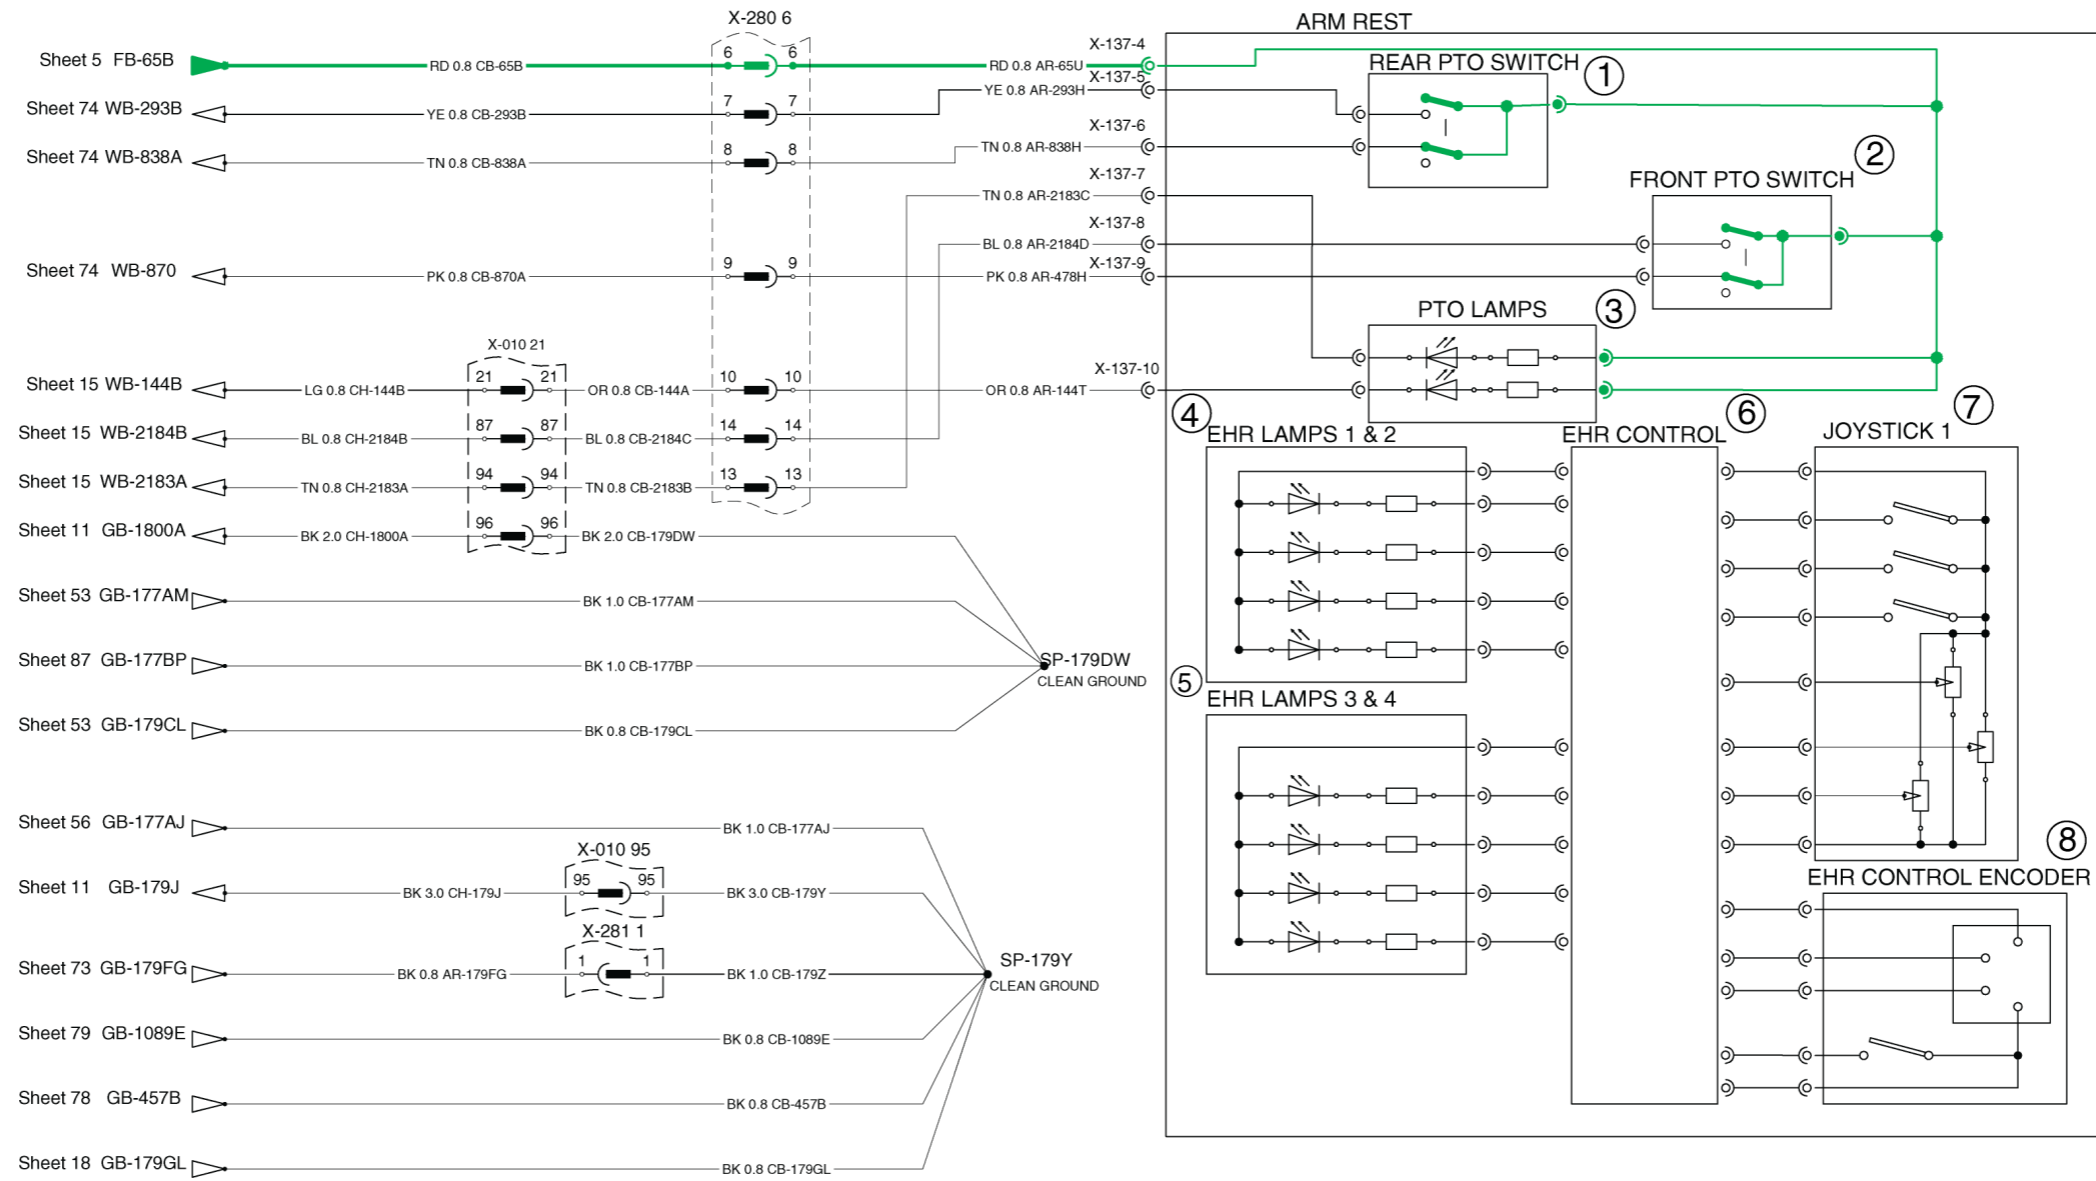 X-280 6
ARM REST
Sheet 5 FB-65B
RD 0.8 CB-65B
6 6
RD 0.8 AR-65U
X-137-4
REAR PTO SWITCH
1
Sheet 74 WB-293B
YE 0.8 CB-293B
7 7
YE 0.8 AR-293H
X-137-5
Sheet 74 WB-838A
TN 0.8 CB-838A
8 8
TN 0.8 AR-838H
X-137-6
2
FRONT PTO SWITCH
TN 0.8 AR-2183C
X-137-7
BL 0.8 AR-2184D
X-137-8
Sheet 74 WB-870
PK 0.8 CB-870A
9 9
PK 0.8 AR-478H
X-137-9
PTO LAMPS
3
X-010 21
Sheet 15 WB-144B
LG 0.8 CH-144B
21 21
OR 0.8 CB-144A
10 10
OR 0.8 AR-144T
X-137-10
Sheet 15 WB-2184B
BL 0.8 CH-2184B
87 87
BL 0.8 CB-2184C
14 14
4
EHR LAMPS 1 & 2
EHR CONTROL
6
7
JOYSTICK 1
Sheet 15 WB-2183A
TN 0.8 CH-2183A
94 94
TN 0.8 CB-2183B
13 13
Sheet 11 GB-1800A
BK 2.0 CH-1800A
96 96
BK 2.0 CB-179DW
Sheet 53 GB-177AM
BK 1.0 CB-177AM
Sheet 87 GB-177BP
BK 1.0 CB-177BP
SP-179DW
CLEAN GROUND
5
EHR LAMPS 3 & 4
Sheet 53 GB-179CL
BK 0.8 CB-179CL
Sheet 56 GB-177AJ
BK 1.0 CB-177AJ
X-010 95
8
EHR CONTROL ENCODER
Sheet 11 GB-179J
BK 3.0 CH-179J
95 95
BK 3.0 CB-179Y
X-281 1
Sheet 73 GB-179FG
BK 0.8 AR-179FG
1 1
BK 1.0 CB-179Z
SP-179Y
CLEAN GROUND
Sheet 79 GB-1089E
BK 0.8 CB-1089E
Sheet 78 GB-457B
BK 0.8 CB-457B
Sheet 18 GB-179GL
BK 0.8 CB-179GL